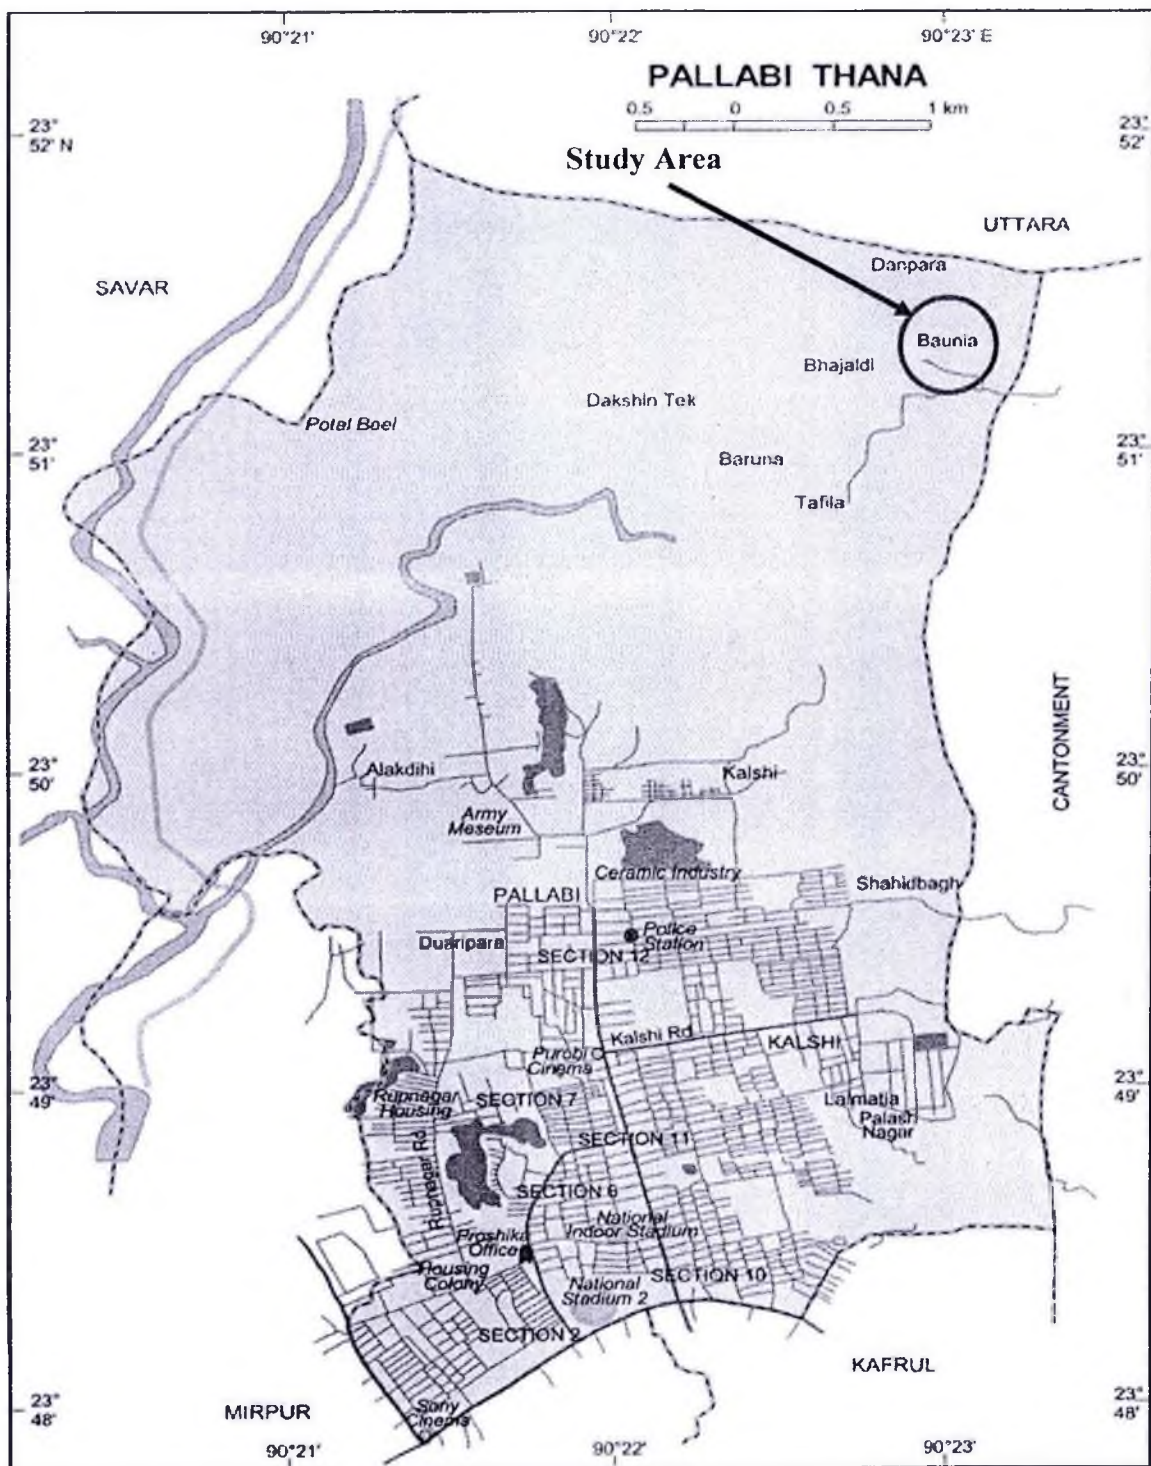 90°21'
90°22'
90°23' E
PALLABI THANA
0.5 0 0.5 1 km
23°
52' N
23°
52'
Study Area
UTTARA
Danpara
SAVAR
Baunia
Bhajaldi
Dakshin Tek
Potal Boel
23°
51'
23°
51'
Baruna
Tafila
CANTONMENT
23°
50'
Alakdihi
Kalshi
23°
50'
Army
Meseum
Ceramic Industry
PALLABI
Shahidbagh
Duaripara
Police
Station
SECTION 12
Kalshi Rd
KALSHI
Purobi C
Cinema
23°
49'
Rupnagar
Housing
SECTION 7
Lalmatia
Palash
Nagar
23°
49'
SECTION 11
Rupnagar Rd
SECTION 6
National
Indoor Stadium
Proshika
Office
Housing
Colony
National
Stadium 2
SECTION 10
SECTION 2
KAFRUL
23°
48'
MIRPUR
Sony
Cinema
23°
48'
90°21'
90°22'
90°23'